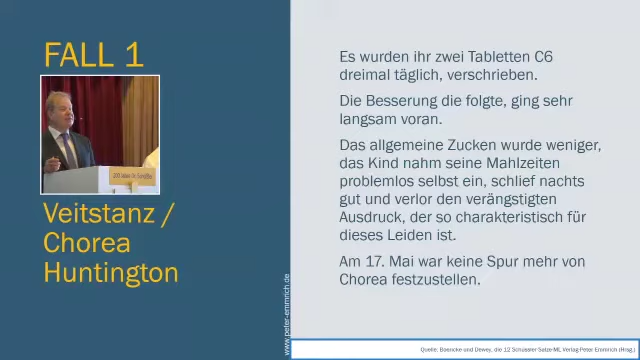 FALL 1
Veitstanz /
Chorea
Huntington
Es wurden ihr zwei Tabletten C6
dreimal täglich, verschrieben.
Die Besserung die folgte, ging sehr
langsam voran.
Das allgemeine Zucken wurde weniger,
das Kind nahm seine Mahlzeiten
problemlos selbst ein, schlief nachts
gut und verlor den verängstigten
Ausdruck, der so charakteristisch für
dieses Leiden ist.
Am 17. Mai war keine Spur mehr von
Chorea festzustellen.
www.peter-emmrich.de
Quelle: und Dewey, die 12 Schüssler Salze-ML Verlag Peter Emmrich (Hrsg.)